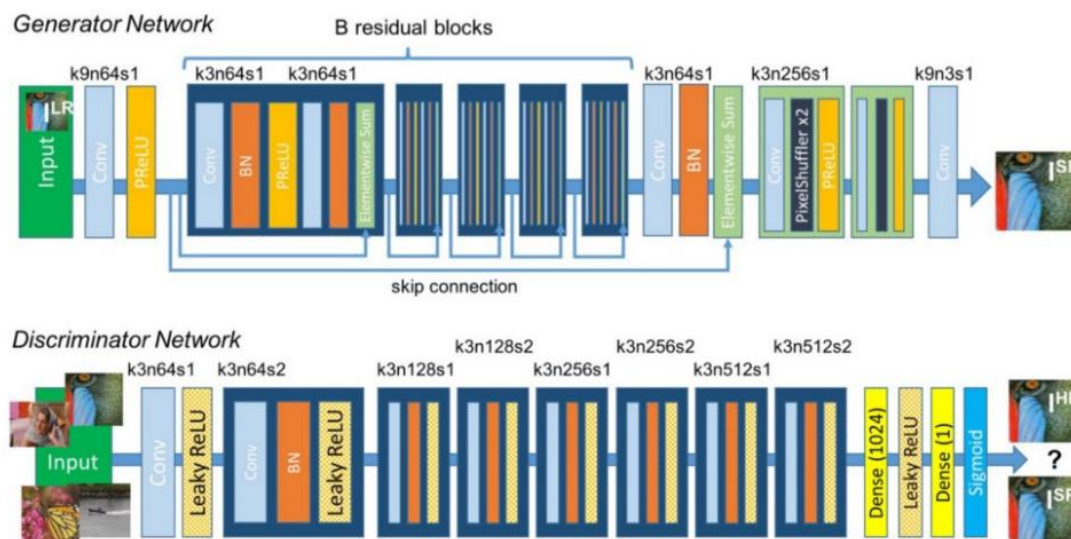 Generator Network
B residual blocks
k9n64s1
k3n64s1
k3n64s1
k3n64s1
k3n256s1
k9n3s1
Input
I^LR
Conv
PReLU
Conv
BN
PReLU
Elementwise Sum
Conv
BN
Elementwise Sum
Conv
PixelShuffler x2
PReLU
Conv
skip connection
Discriminator Network
k3n64s1
k3n64s2
k3n128s1
k3n128s2
k3n256s1
k3n256s2
k3n512s1
k3n512s2
Input
Conv
Leaky ReLU
Conv
BN
Leaky ReLU
Dense (1024)
Leaky ReLU
Dense (1)
Sigmoid
?